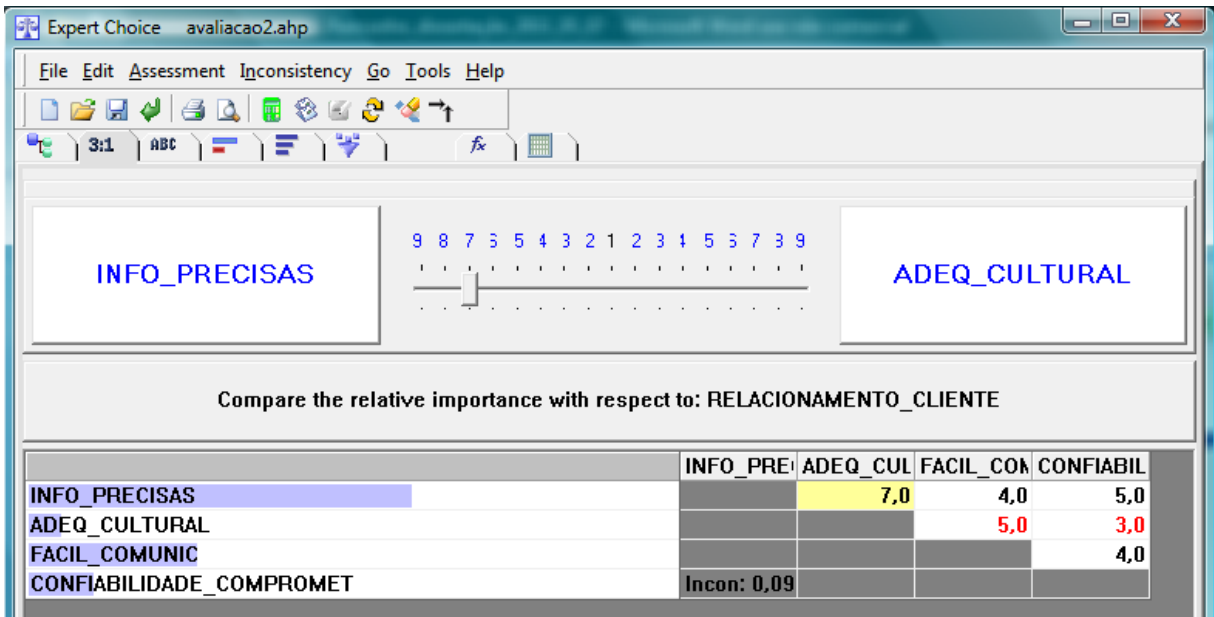 Expert Choice avaliacao2.ahp
File Edit Assessment Inconsistency Go Tools Help
3:1 ABC fx
9 8 7 6 5 4 3 2 1 2 3 4 5 6 7 8 9
INFO_PRECISAS ADEQ_CULTURAL
Compare the relative importance with respect to: RELACIONAMENTO_CLIENTE
INFO_PRE ADEQ_CUL FACIL_COM CONFIABIL
INFO_PRECISAS 7,0 4,0 5,0
ADEQ_CULTURAL 5,0 3,0
FACIL_COMUNIC 4,0
CONFIABILIDADE_COMPROMET Incon: 0,09